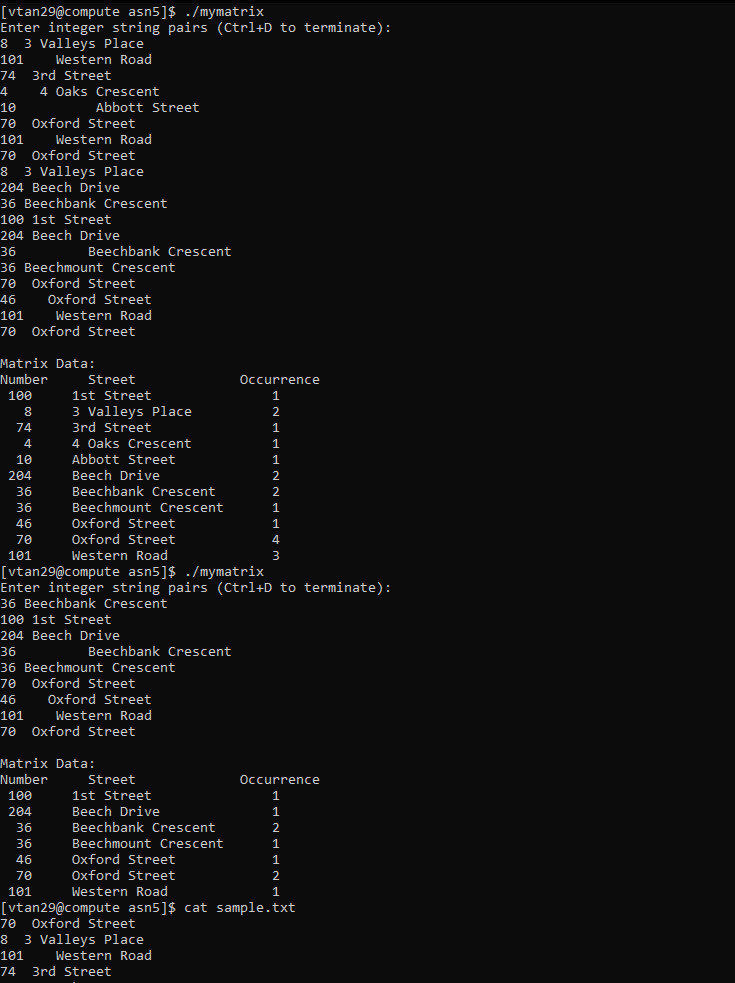 [vtan29@compute asn5]$ ./mymatrix
Enter integer string pairs (Ctrl+D to terminate):
8  3 Valleys Place
101    Western Road
74  3rd Street
4    4 Oaks Crescent
10          Abbott Street
70  Oxford Street
101    Western Road
70  Oxford Street
8  3 Valleys Place
204 Beech Drive
36 Beechbank Crescent
100 1st Street
204 Beech Drive
36         Beechbank Crescent
36 Beechmount Crescent
70  Oxford Street
46    Oxford Street
101    Western Road
70  Oxford Street

Matrix Data:
Number     Street             Occurrence
 100     1st Street               1
   8     3 Valleys Place          2
  74     3rd Street               1
   4     4 Oaks Crescent          1
  10     Abbott Street            1
 204     Beech Drive              2
  36     Beechbank Crescent       2
  36     Beechmount Crescent      1
  46     Oxford Street            1
  70     Oxford Street            4
 101     Western Road             3
[vtan29@compute asn5]$ ./mymatrix
Enter integer string pairs (Ctrl+D to terminate):
36 Beechbank Crescent
100 1st Street
204 Beech Drive
36         Beechbank Crescent
36 Beechmount Crescent
70  Oxford Street
46    Oxford Street
101    Western Road
70  Oxford Street

Matrix Data:
Number     Street             Occurrence
 100     1st Street               1
 204     Beech Drive              1
  36     Beechbank Crescent       2
  36     Beechmount Crescent      1
  46     Oxford Street            1
  70     Oxford Street            2
 101     Western Road             1
[vtan29@compute asn5]$ cat sample.txt
70  Oxford Street
8  3 Valleys Place
101    Western Road
74  3rd Street